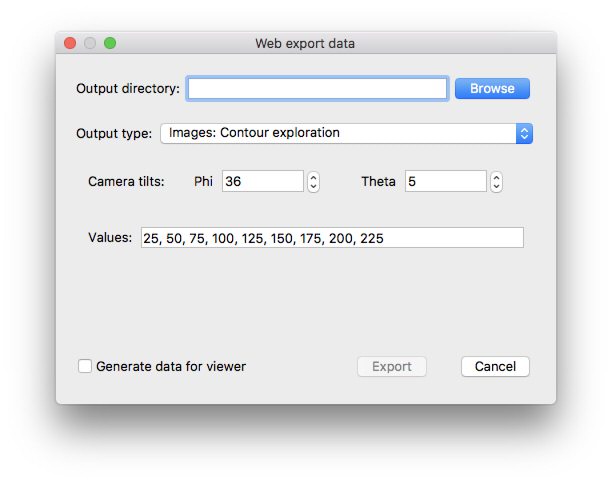 Web export data
Output directory: Browse
Output type: Images: Contour exploration
Camera tilts: Phi 36 Theta 5
Values: 25, 50, 75, 100, 125, 150, 175, 200, 225
Generate data for viewer Export Cancel